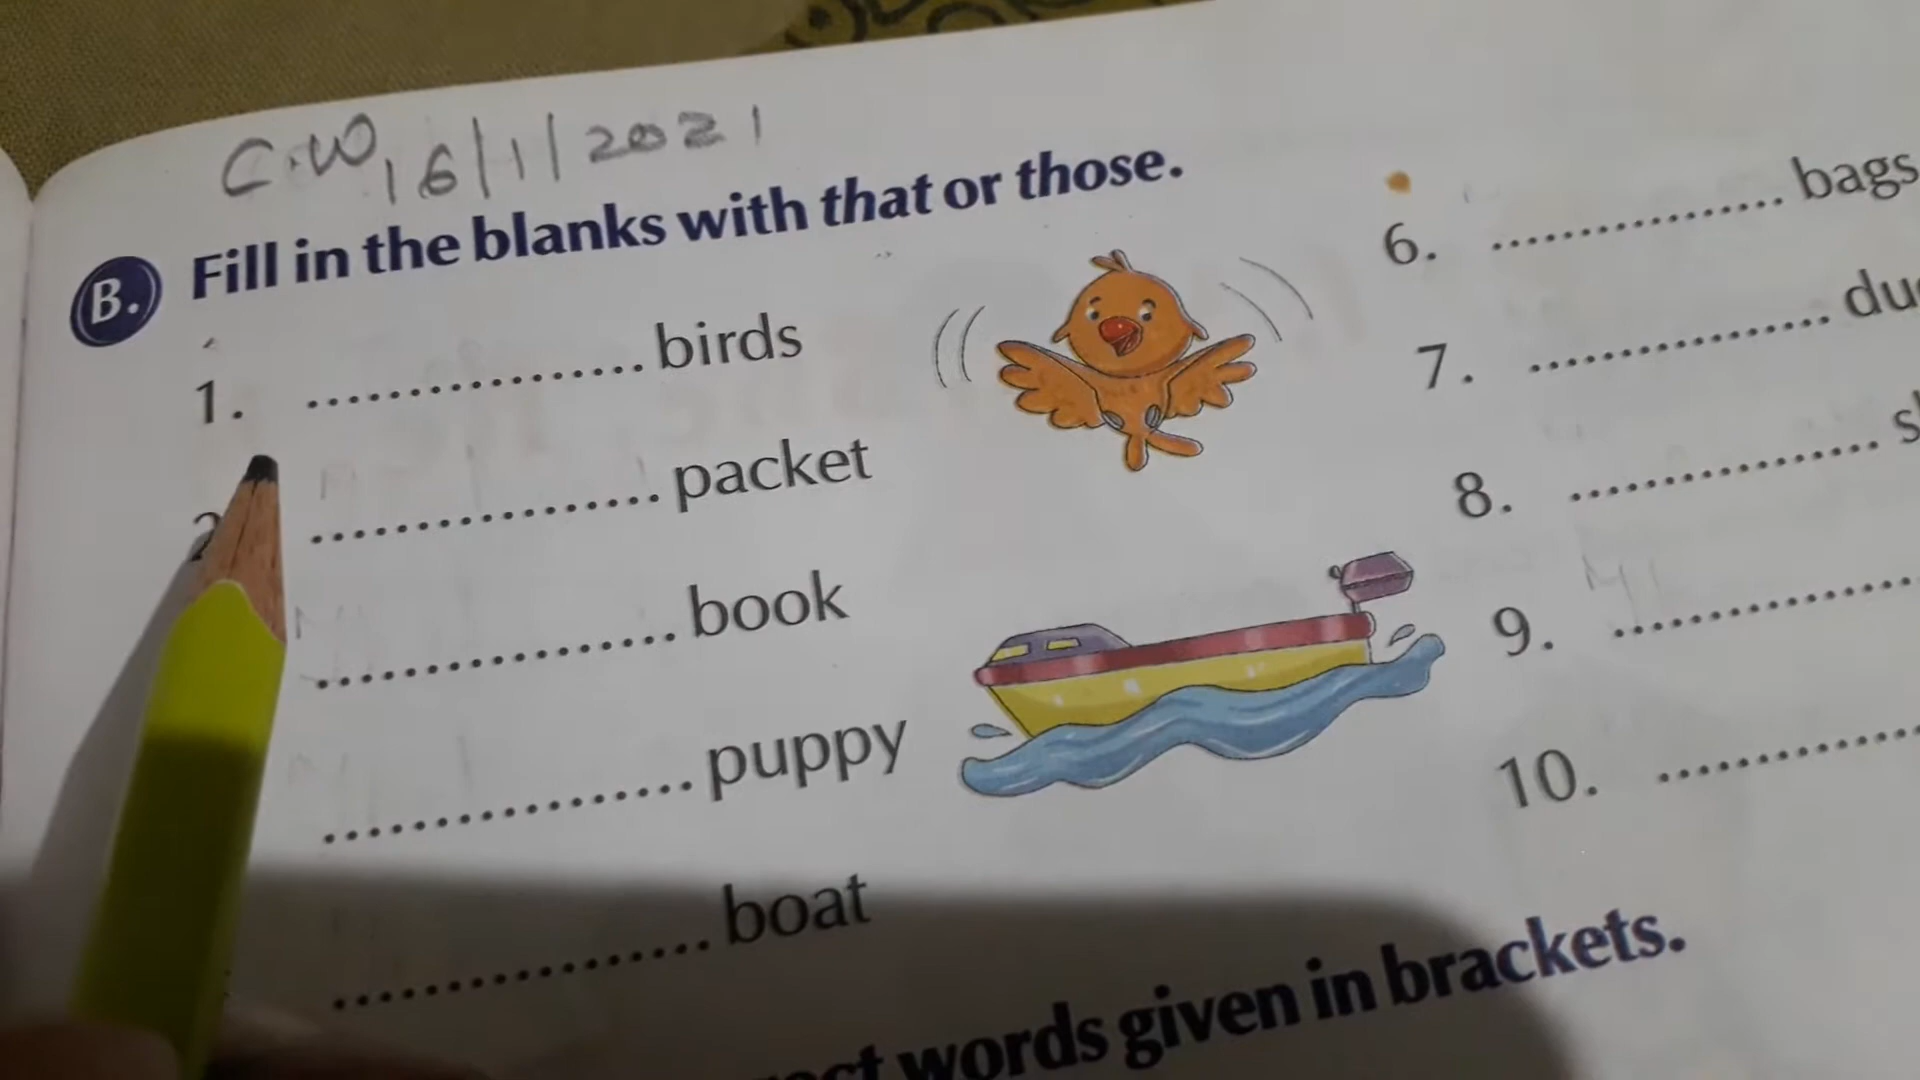 C.W 16/1/2021
B. Fill in the blanks with that or those.
1. ................ birds
2 ................ packet
................ book
................ puppy
................ boat
6. .............. bags
7. ..............
8. ..............
9. ..............
10. ..............
words given in brackets.